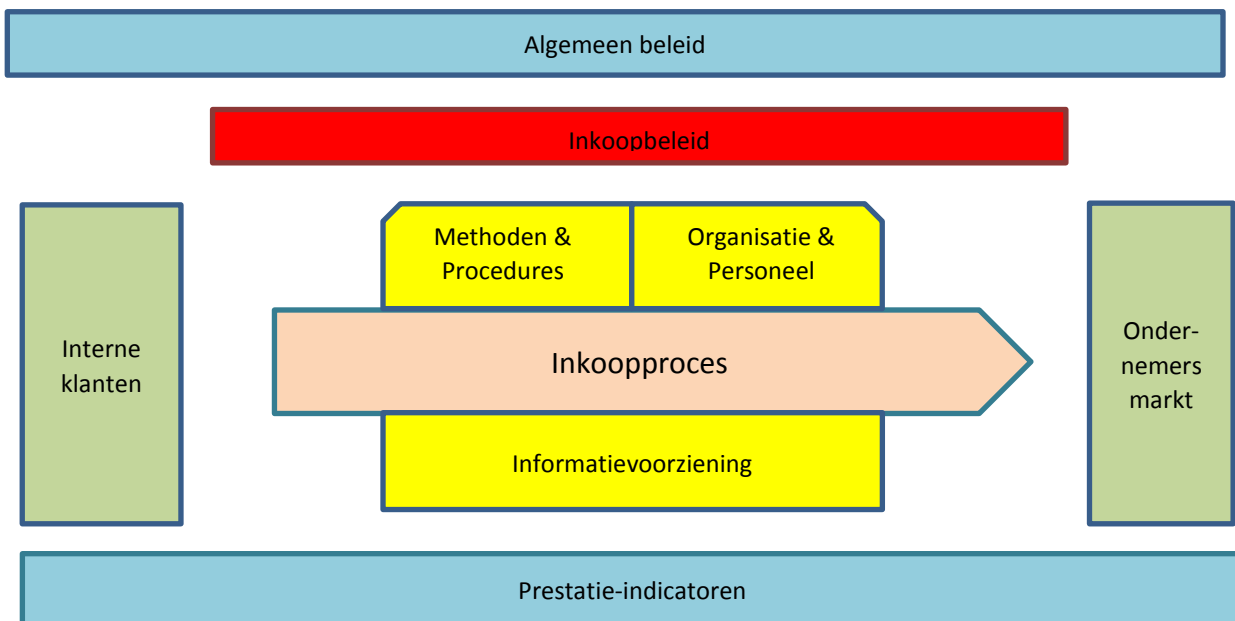 Algemeen beleid
Inkoopbeleid
Methoden &
Procedures
Organisatie &
Personeel
Interne
klanten
Inkoopproces
Onder-
nemers
markt
Informatievoorziening
Prestatie-indicatoren